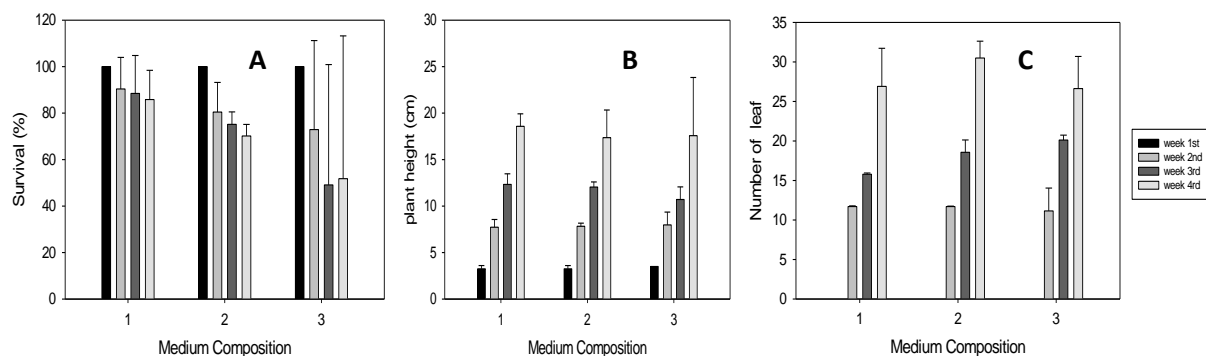 120
100
80
60
40
20
0
Survival (%)
A
1 2 3
Medium Composition
30
25
20
15
10
5
0
plant height (cm)
B
1 2 3
Medium Composition
35
30
25
20
15
10
5
0
Number of leaf
C
1 2 3
Medium Composition
week 1st
week 2nd
week 3rd
week 4rd